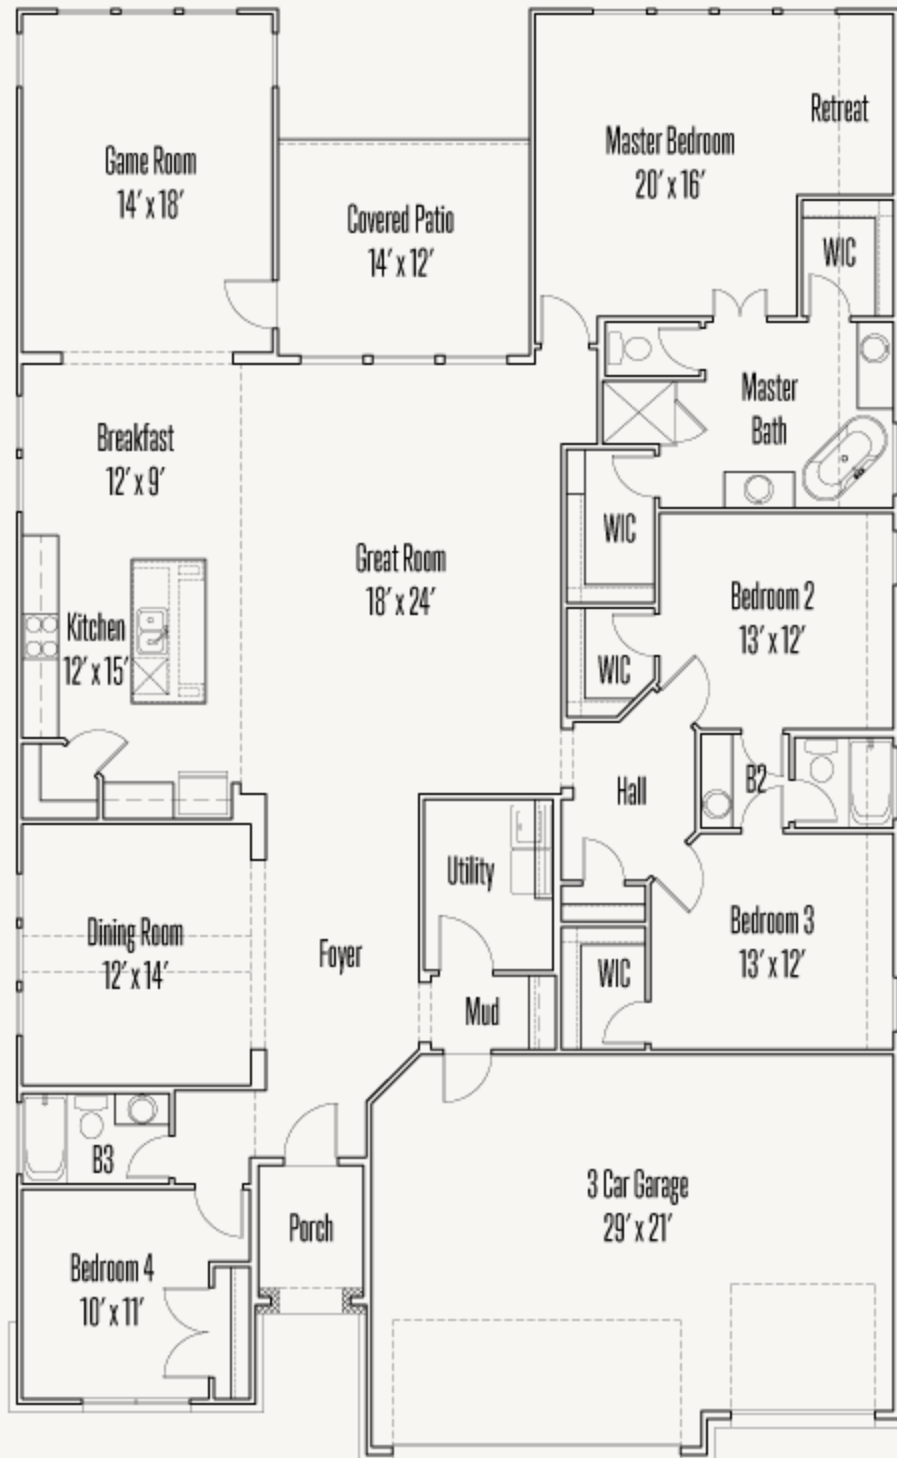 Game Room
14′ x 18′
Covered Patio
14′ x 12′
Master Bedroom
20′ x 16′
Retreat
WIC
Master
Bath
Breakfast
12′ x 9′
Great Room
18′ x 24′
WIC
Kitchen
12′ x 15′
WIC
Bedroom 2
13′ x 12′
Hall
B2
Utility
Dining Room
12′ x 14′
Foyer
Mud
WIC
Bedroom 3
13′ x 12′
B3
Porch
3 Car Garage
29′ x 21′
Bedroom 4
10′ x 11′